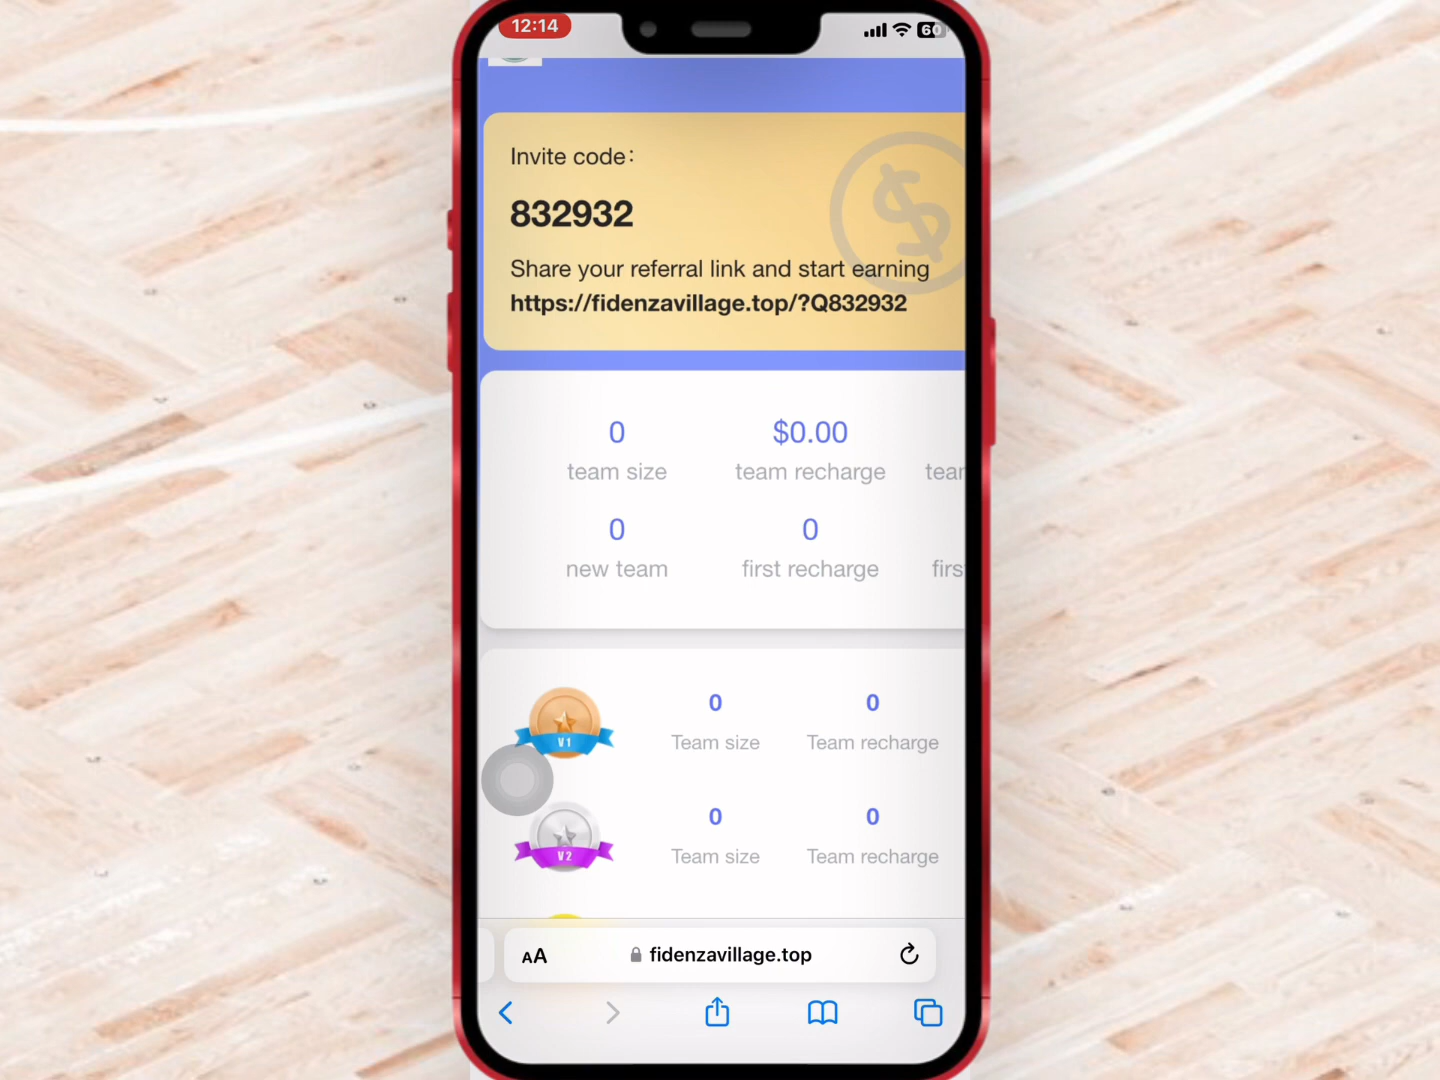 12:14
60
Invite code:
832932
Share your referral link and start earning
https://fidenzavillage.top/?Q832932
0
$0.00
team size
team recharge
0
0
new team
first recharge
firs
0
0
V1
Team size
Team recharge
0
0
V2
Team size
Team recharge
AA
fidenzavillage.top